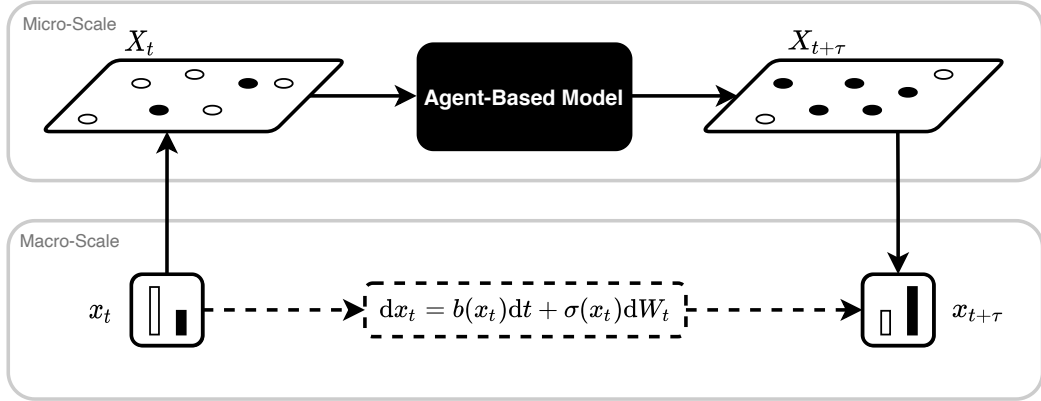 Micro-Scale
X_t
X_{t+τ}
Agent-Based Model
Macro-Scale
x_t
dx_t = b(x_t)dt + σ(x_t)dW_t
x_{t+τ}